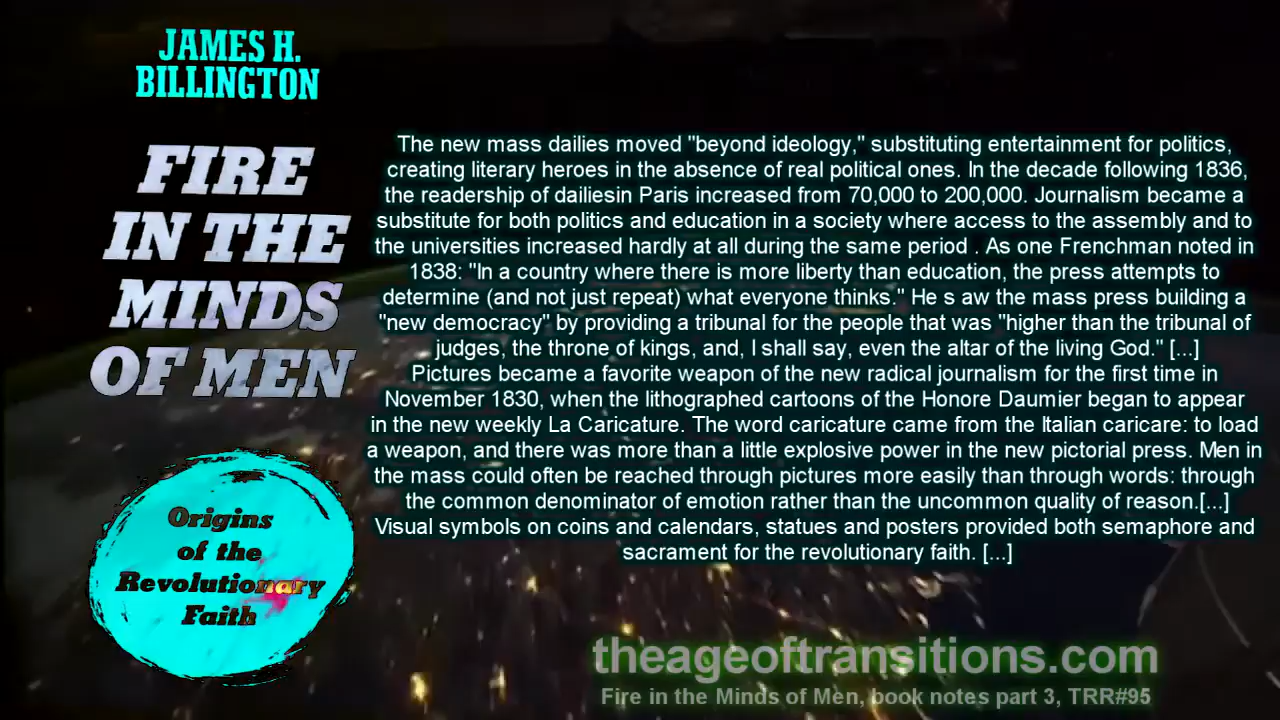 JAMES H.
BILLINGTON
FIRE
IN THE
MINDS
OF MEN
Origins
of the
Revolutionary
Faith
The new mass dailies moved "beyond ideology," substituting entertainment for politics,
creating literary heroes in the absence of real political ones. In the decade following 1836,
the readership of dailiesin Paris increased from 70,000 to 200,000. Journalism became a
substitute for both politics and education in a society where access to the assembly and to
the universities increased hardly at all during the same period . As one Frenchman noted in
1838: "In a country where there is more liberty than education, the press attempts to
determine (and not just repeat) what everyone thinks." He s aw the mass press building a
"new democracy" by providing a tribunal for the people that was "higher than the tribunal of
judges, the throne of kings, and, I shall say, even the altar of the living God." [...]
Pictures became a favorite weapon of the new radical journalism for the first time in
November 1830, when the lithographed cartoons of the Honore Daumier began to appear
in the new weekly La Caricature. The word caricature came from the Italian caricare: to load
a weapon, and there was more than a little explosive power in the new pictorial press. Men in
the mass could often be reached through pictures more easily than through words: through
the common denominator of emotion rather than the uncommon quality of reason.[...]
Visual symbols on coins and calendars, statues and posters provided both semaphore and
sacrament for the revolutionary faith. [...]
theageoftransitions.com
Fire in the Minds of Men, book notes part 3, TRR#95